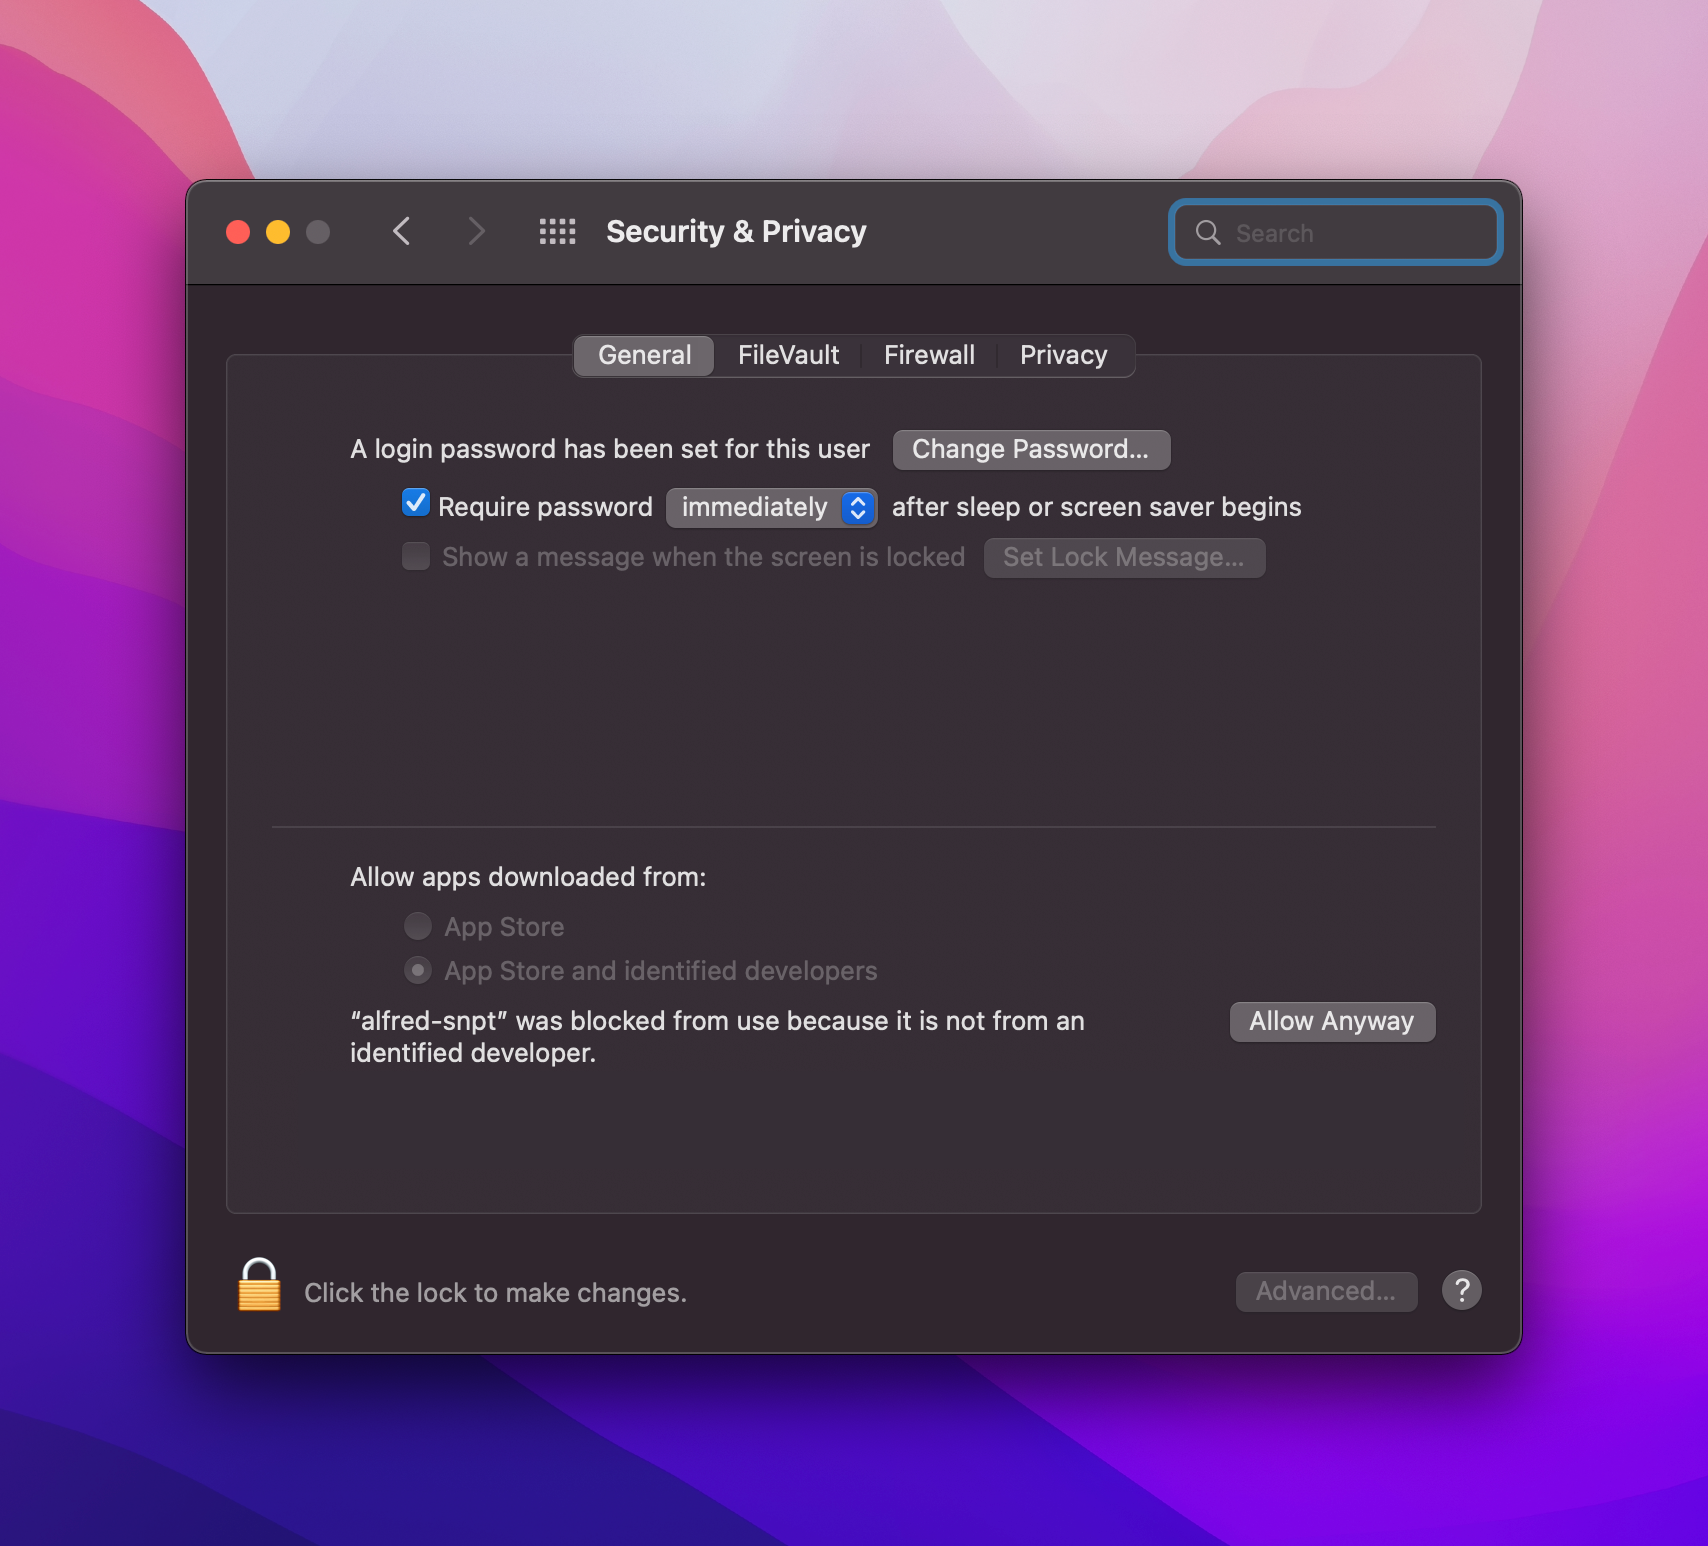 Security & Privacy
Search
General FileVault Firewall Privacy
A login password has been set for this user Change Password...
Require password immediately after sleep or screen saver begins
Show a message when the screen is locked Set Lock Message...
Allow apps downloaded from:
App Store
App Store and identified developers
“alfred-snpt” was blocked from use because it is not from an Allow Anyway
identified developer.
Click the lock to make changes. Advanced... ?